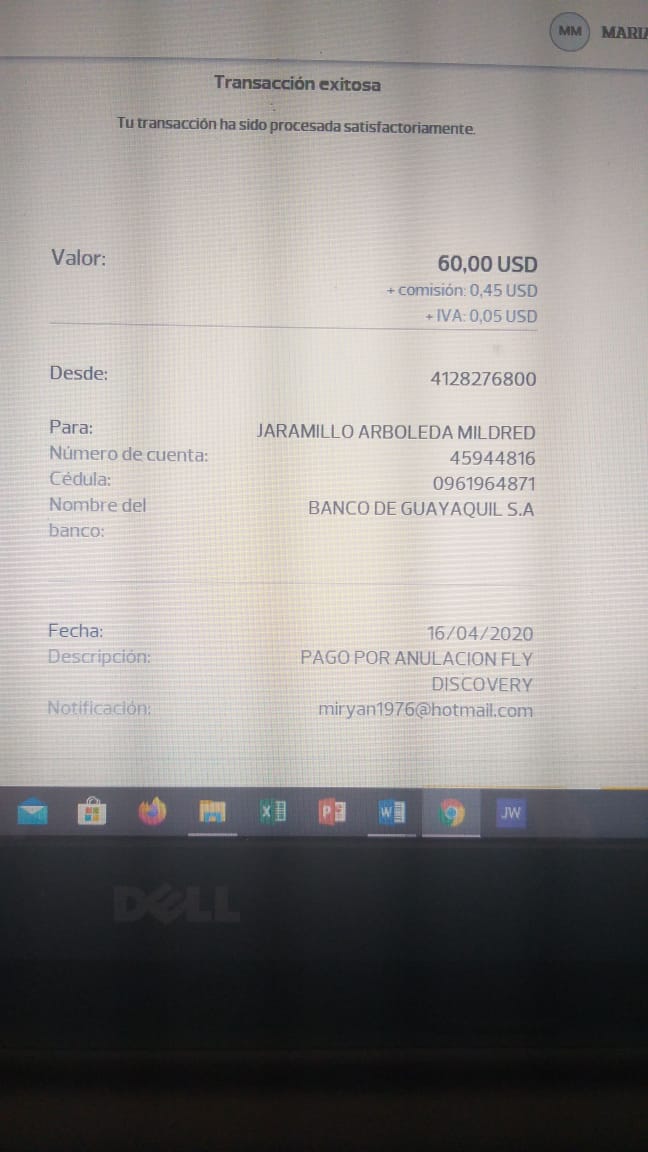 MM MARIA
Transacción exitosa
Tu transacción ha sido procesada satisfactoriamente.
Valor: 60,00 USD
+ comisión: 0,45 USD
+ IVA: 0,05 USD
Desde: 4128276800
Para: JARAMILLO ARBOLEDA MILDRED
Número de cuenta: 45944816
Cédula: 0961964871
Nombre del BANCO DE GUAYAQUIL S.A
banco:
Fecha: 16/04/2020
Descripción: PAGO POR ANULACION FLY
DISCOVERY
Notificación: miryan1976@hotmail.com
JW
DELL